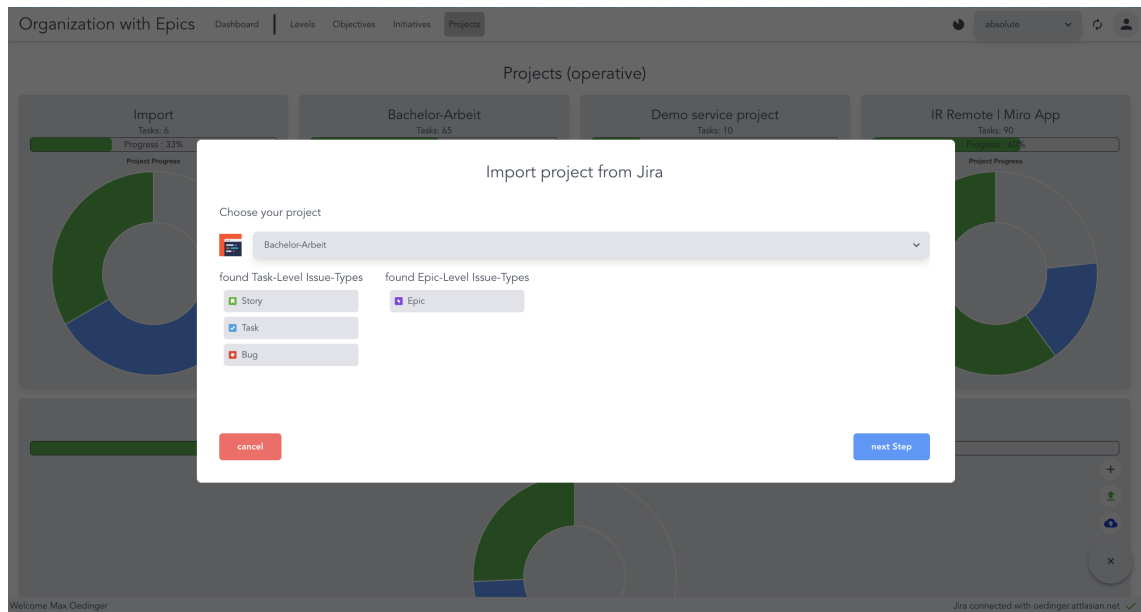 Organization with Epics Dashboard Levels Objectives Initiatives Projects absolute
Projects (operative)
Import Bachelor-Arbeit Demo service project IR Remote | Miro App
Tasks: 6 Tasks: 65 Tasks: 10 Tasks: 90
Progress : 33% Progress : 60%
Project Progress Project Progress
Import project from Jira
Choose your project
Bachelor-Arbeit
found Task-Level Issue-Types found Epic-Level Issue-Types
Story Epic
Task
Bug
cancel next Step
Welcome Max Oedinger Jira connected with oedinger.attlasian.net